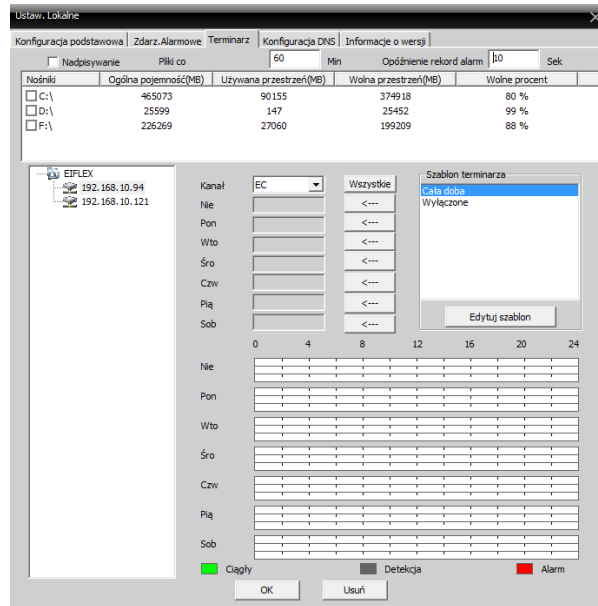 Ustaw. Lokalne
Konfiguracja podstawowa Zdarz.Alarmowe Terminarz Konfiguracja DNS Informacje o wersji
Nadpisywanie Pliki co 60 Min Opóźnienie rekord alarm 10 Sek
Nośniki Ogólna pojemność(MB) Używana przestrzeń(MB) Wolna przestrzeń(MB) Wolne procent
C:\ 465073 90155 374918 80 %
D:\ 25599 147 25452 99 %
F:\ 226269 27060 199209 88 %
EIFLEX
192.168.10.94
192.168.10.121
Kanał EC Wszystkie
Nie <---
Pon <---
Wto <---
Śro <---
Czw <---
Pią <---
Sob <---
Szablon terminarza
Cała doba
Wyłączone
Edytuj szablon
0 4 8 12 16 20 24
Nie
Pon
Wto
Śro
Czw
Pią
Sob
Ciągły Detekcja Alarm
OK Usuń